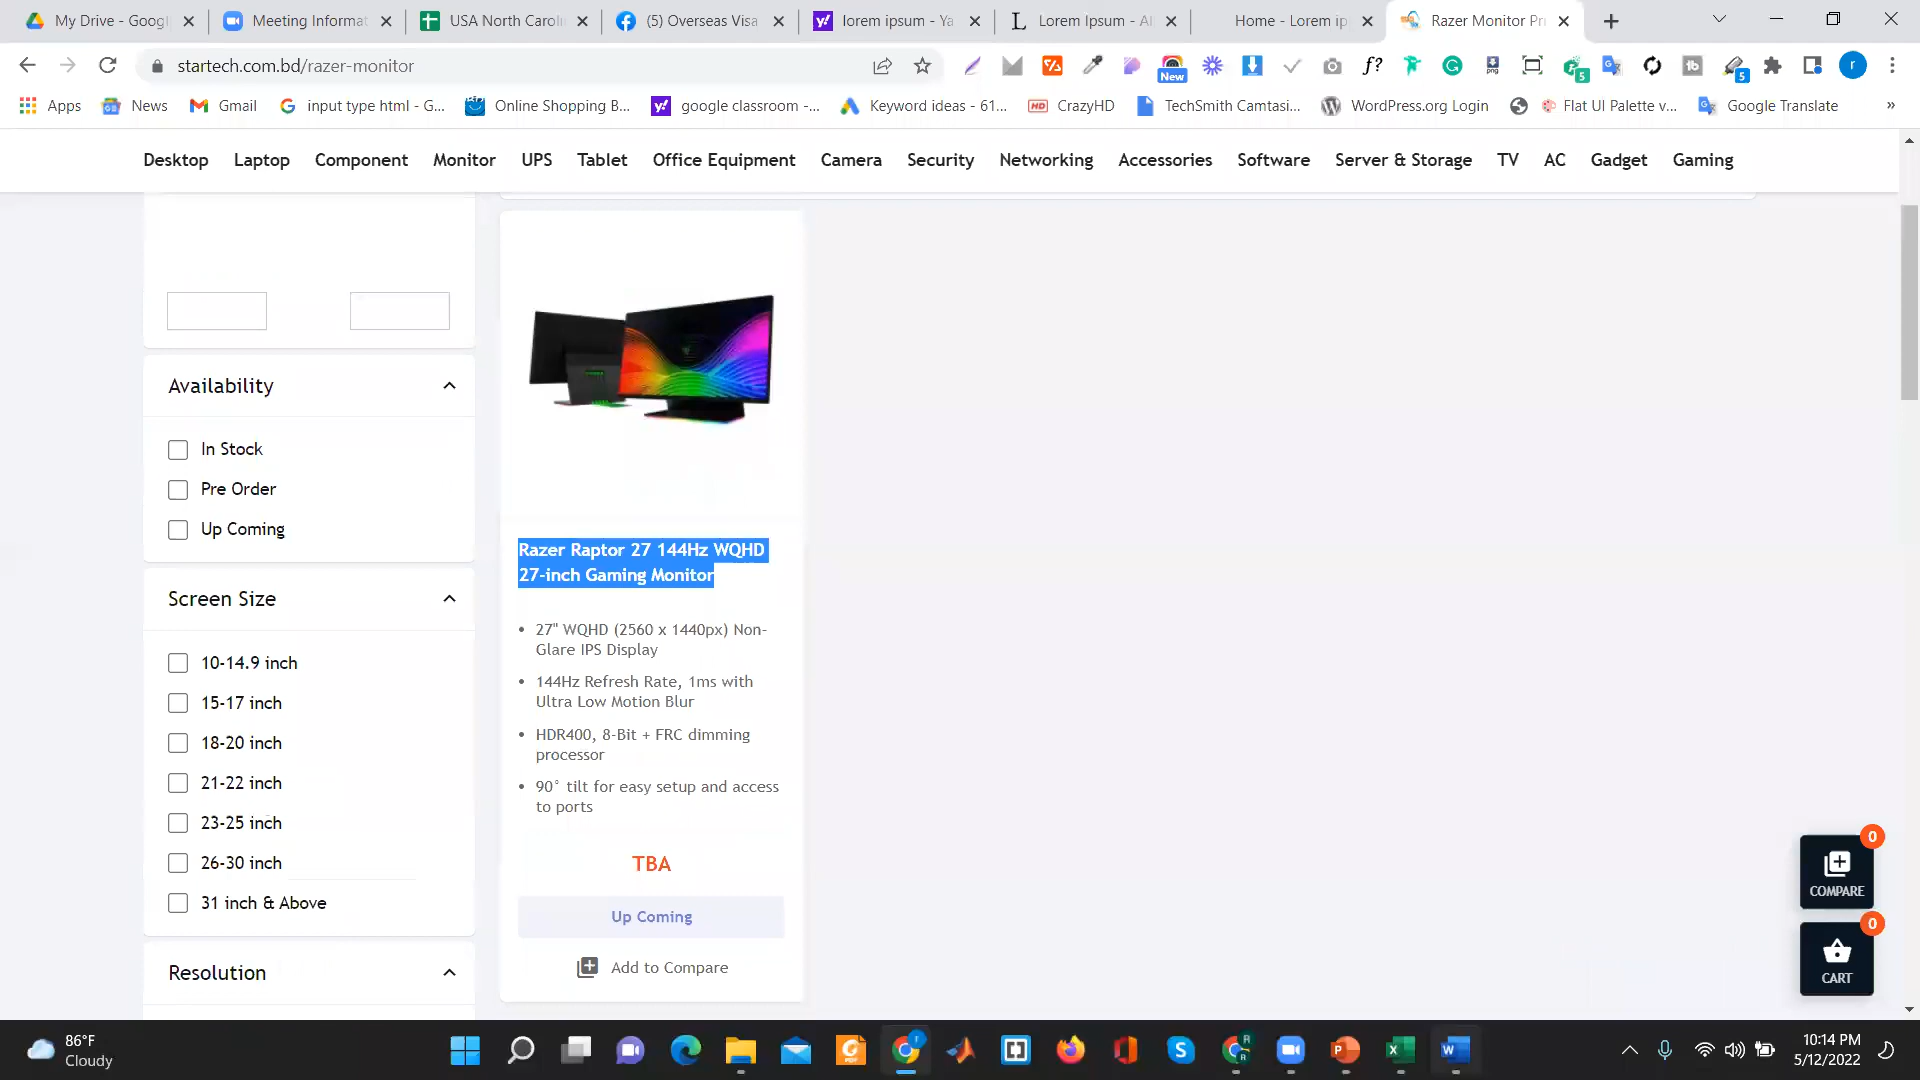 My Drive - Googl
Meeting Informat
USA North Caroli
(5) Overseas Visa
lorem ipsum - Ya
Lorem Ipsum - Al
Home - Lorem ip
Razer Monitor Pri
startech.com.bd/razer-monitor
New
f?
5
5
r
Apps
News
Gmail
input type html - G...
Online Shopping B...
google classroom -...
Keyword ideas - 61...
HD CrazyHD
TechSmith Camtasi...
WordPress.org Login
Flat UI Palette v...
Google Translate
»
Desktop
Laptop
Component
Monitor
UPS
Tablet
Office Equipment
Camera
Security
Networking
Accessories
Software
Server & Storage
TV
AC
Gadget
Gaming
Availability
In Stock
Pre Order
Up Coming
Screen Size
10-14.9 inch
15-17 inch
18-20 inch
21-22 inch
23-25 inch
26-30 inch
31 inch & Above
Resolution
Razer Raptor 27 144Hz WQHD
27-inch Gaming Monitor
• 27" WQHD (2560 x 1440px) Non-
Glare IPS Display
• 144Hz Refresh Rate, 1ms with
Ultra Low Motion Blur
• HDR400, 8-Bit + FRC dimming
processor
• 90° tilt for easy setup and access
to ports
TBA
Up Coming
Add to Compare
0
COMPARE
0
CART
86°F
Cloudy
10:14 PM
5/12/2022